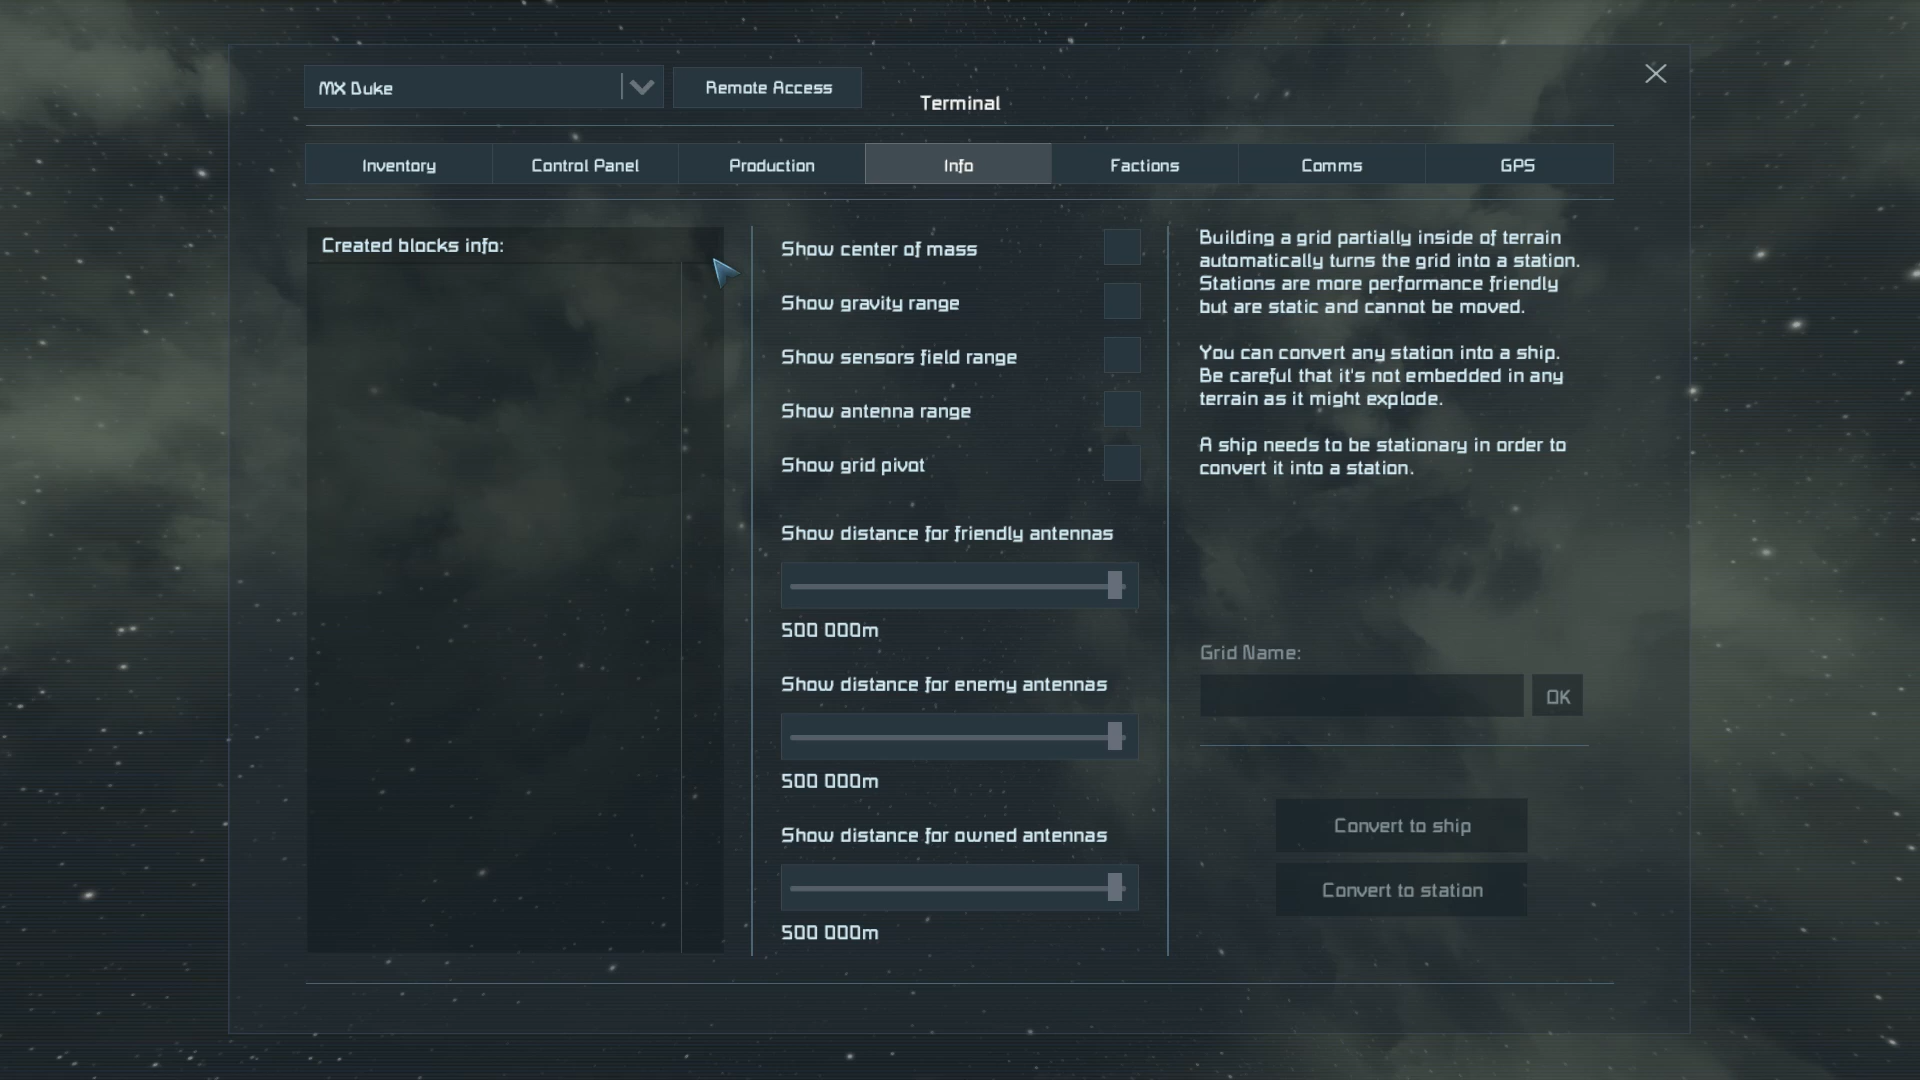 MX Duke
Remote Access
Terminal
Inventory
Control Panel
Production
Info
Factions
Comms
GPS
Created blocks info:
Show center of mass
Show gravity range
Show sensors field range
Show antenna range
Show grid pivot
Show distance for friendly antennas
500 000m
Show distance for enemy antennas
500 000m
Show distance for owned antennas
500 000m
Building a grid partially inside of terrain
automatically turns the grid into a station.
Stations are more performance friendly
but are static and cannot be moved.
You can convert any station into a ship.
Be careful that it's not embedded in any
terrain as it might explode.
A ship needs to be stationary in order to
convert it into a station.
Grid Name:
OK
Convert to ship
Convert to station